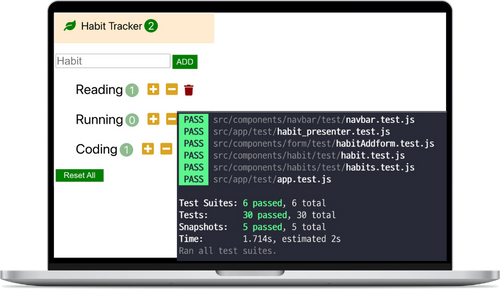 Habit Tracker 2
Habit ADD
Reading 1
Running 0
Coding 1
Reset All
PASS src/components/navbar/test/navbar.test.js
PASS src/app/test/habit_presenter.test.js
PASS src/components/form/test/habitAddform.test.js
PASS src/components/habit/test/habit.test.js
PASS src/components/habits/test/habits.test.js
PASS src/app/test/app.test.js
Test Suites: 6 passed, 6 total
Tests: 30 passed, 30 total
Snapshots: 5 passed, 5 total
Time: 1.714s, estimated 2s
Ran all test suites.